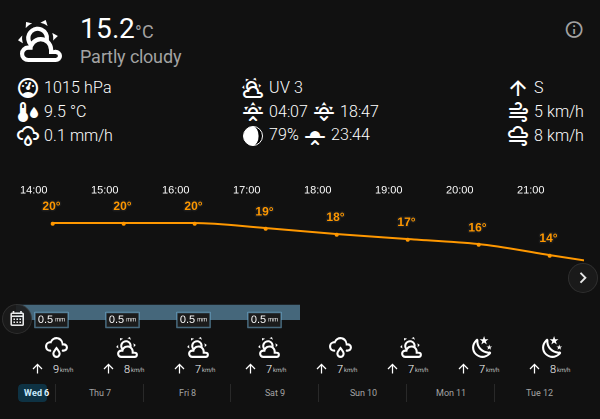 15.2°C
Partly cloudy
1015 hPa UV 3 S
9.5 °C 04:07 18:47 5 km/h
0.1 mm/h 79% 23:44 8 km/h
14:00 15:00 16:00 17:00 18:00 19:00 20:00 21:00
20° 20° 20° 19° 18° 17° 16° 14°
0.5 mm 0.5 mm 0.5 mm 0.5 mm
9km/h 8km/h 7km/h 7km/h 7km/h 7km/h 7km/h 8km/h
Wed 6 Thu 7 Fri 8 Sat 9 Sun 10 Mon 11 Tue 12